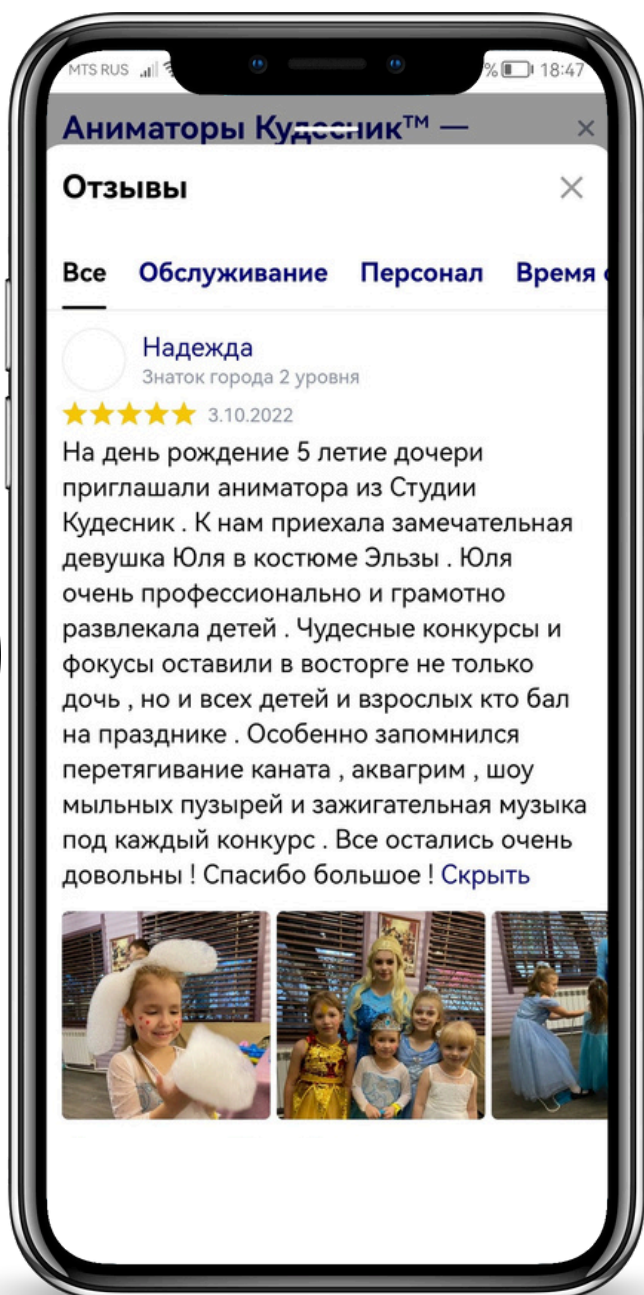 MTS RUS % 18:47
Аниматоры Кудесник™ —
Отзывы
Все Обслуживание Персонал Время
Надежда
Знаток города 2 уровня
3.10.2022
На день рождение 5 летие дочери
приглашали аниматора из Студии
Кудесник . К нам приехала замечательная
девушка Юля в костюме Эльзы . Юля
очень профессионально и грамотно
развлекала детей . Чудесные конкурсы и
фокусы оставили в восторге не только
дочь , но и всех детей и взрослых кто бал
на празднике . Особенно запомнился
перетягивание каната , аквагрим , шоу
мыльных пузырей и зажигательная музыка
под каждый конкурс . Все остались очень
довольны ! Спасибо большое ! Скрыть